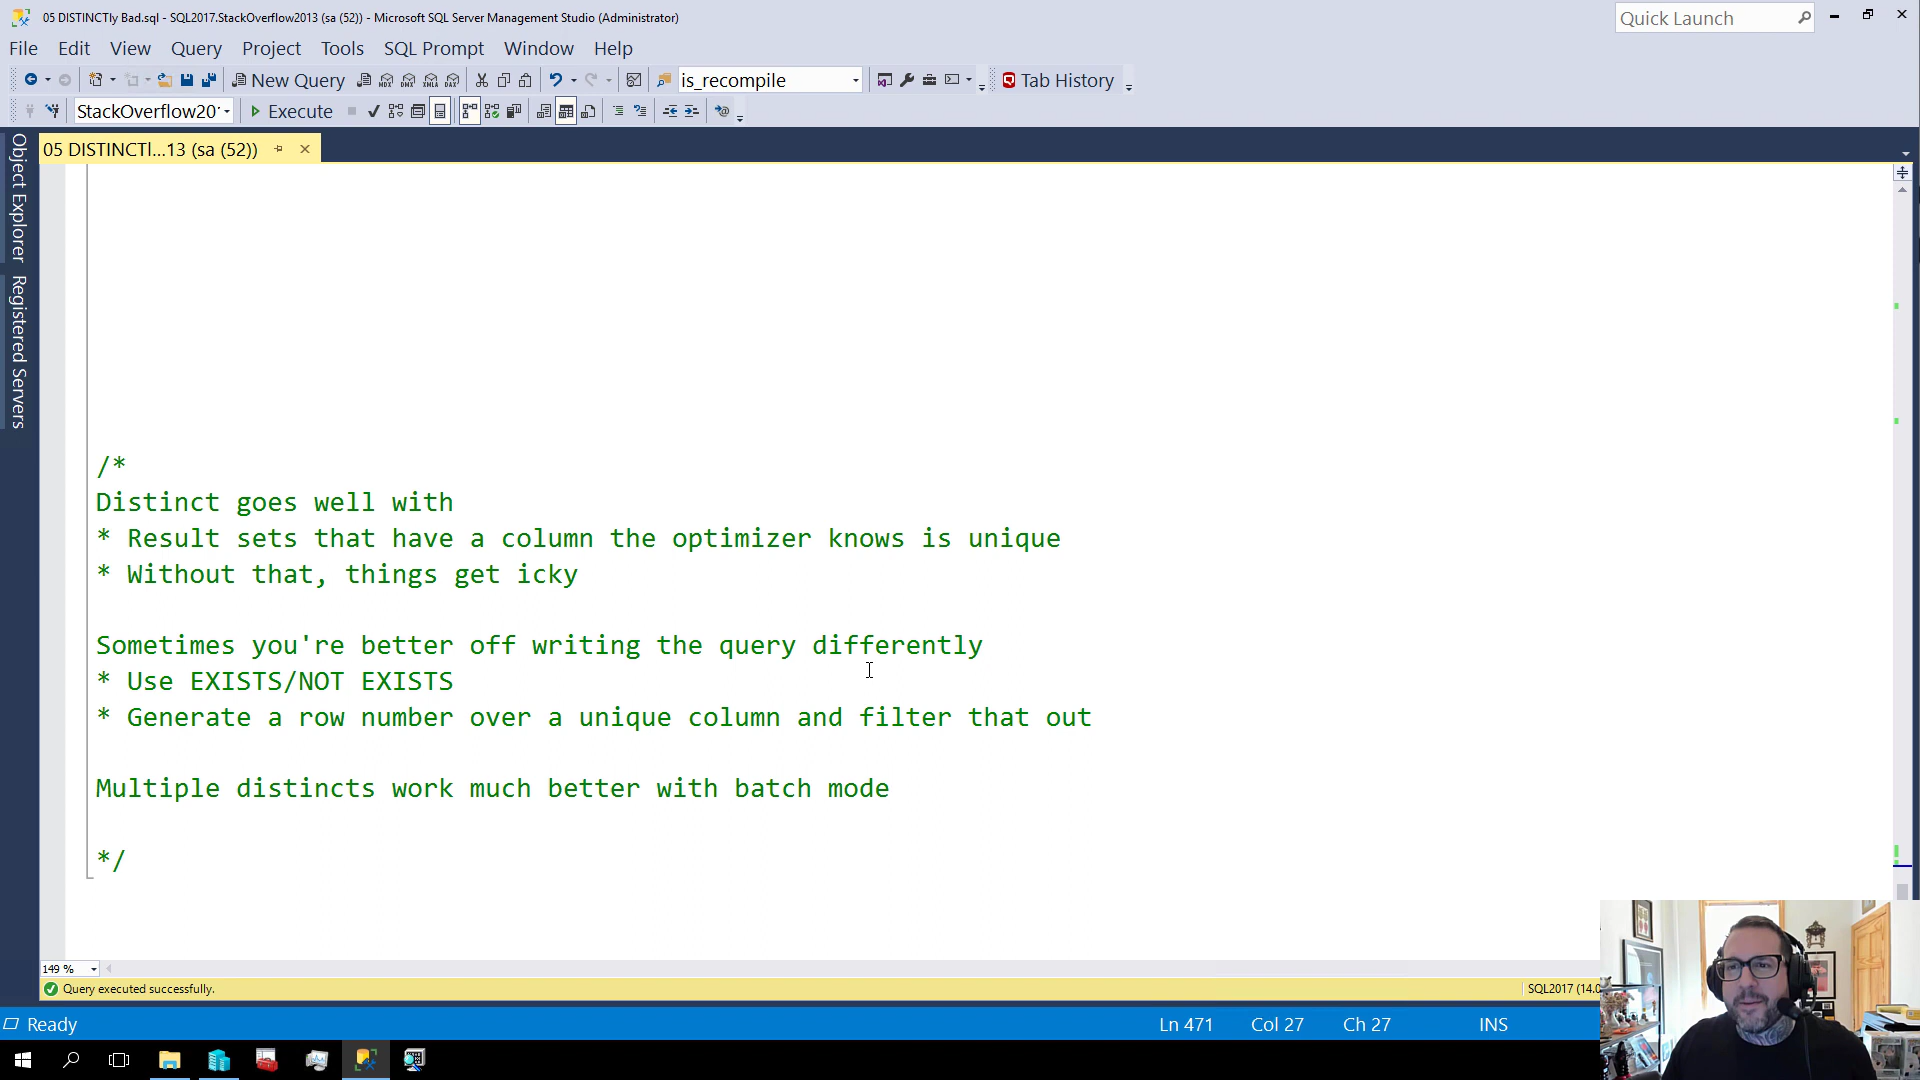 05 DISTINCTly Bad.sql - SQL2017.StackOverflow2013 (sa (52)) - Microsoft SQL Server Management Studio (Administrator)
Quick Launch
File Edit View Query Project Tools SQL Prompt Window Help
New Query
is_recompile
Tab History
StackOverflow20
Execute
Object Explorer
Registered Servers
05 DISTINCTl...13 (sa (52))
/*
Distinct goes well with
* Result sets that have a column the optimizer knows is unique
* Without that, things get icky
Sometimes you're better off writing the query differently
* Use EXISTS/NOT EXISTS
* Generate a row number over a unique column and filter that out
Multiple distincts work much better with batch mode
*/
149 %
Query executed successfully.
SQL2017 (14.0
Ready
Ln 471 Col 27 Ch 27 INS